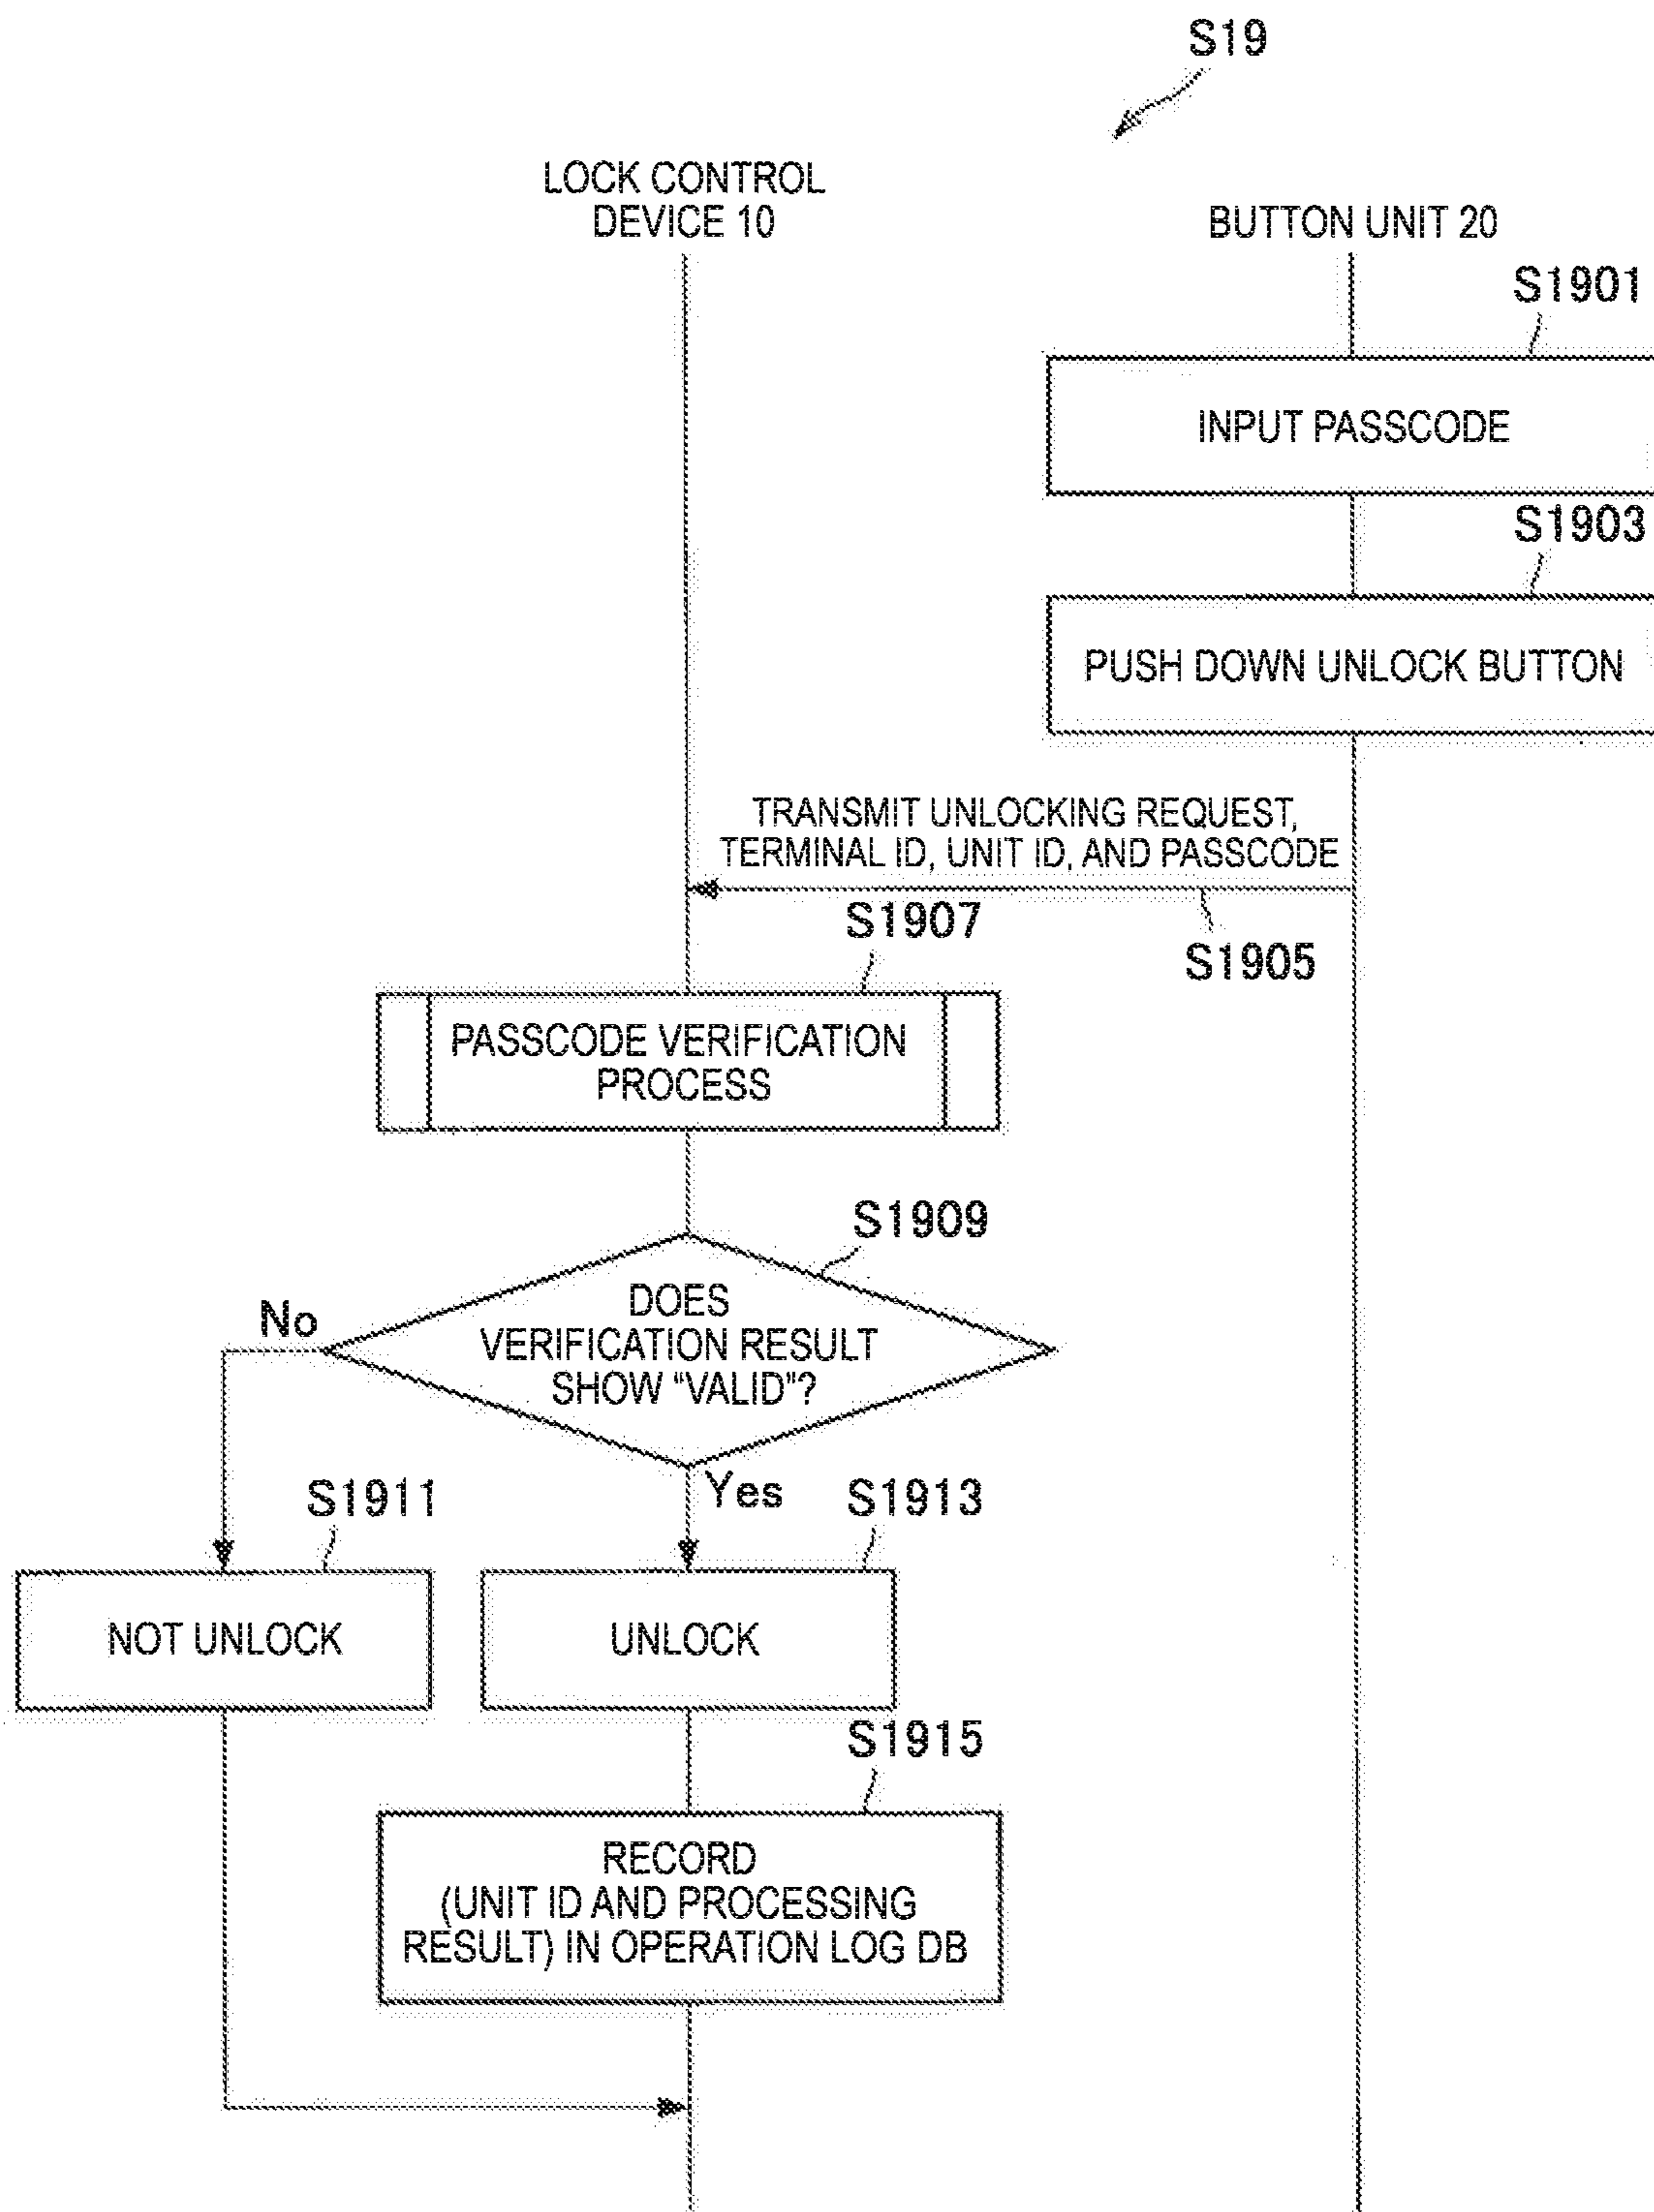 S19
LOCK CONTROL
DEVICE 10
BUTTON UNIT 20
S1901
INPUT PASSCODE
S1903
PUSH DOWN UNLOCK BUTTON
TRANSMIT UNLOCKING REQUEST,
TERMINAL ID, UNIT ID, AND PASSCODE
S1905
S1907
PASSCODE VERIFICATION
PROCESS
S1909
DOES
VERIFICATION RESULT
SHOW “VALID”?
No
Yes
S1911
NOT UNLOCK
S1913
UNLOCK
S1915
RECORD
(UNIT ID AND PROCESSING
RESULT) IN OPERATION LOG DB